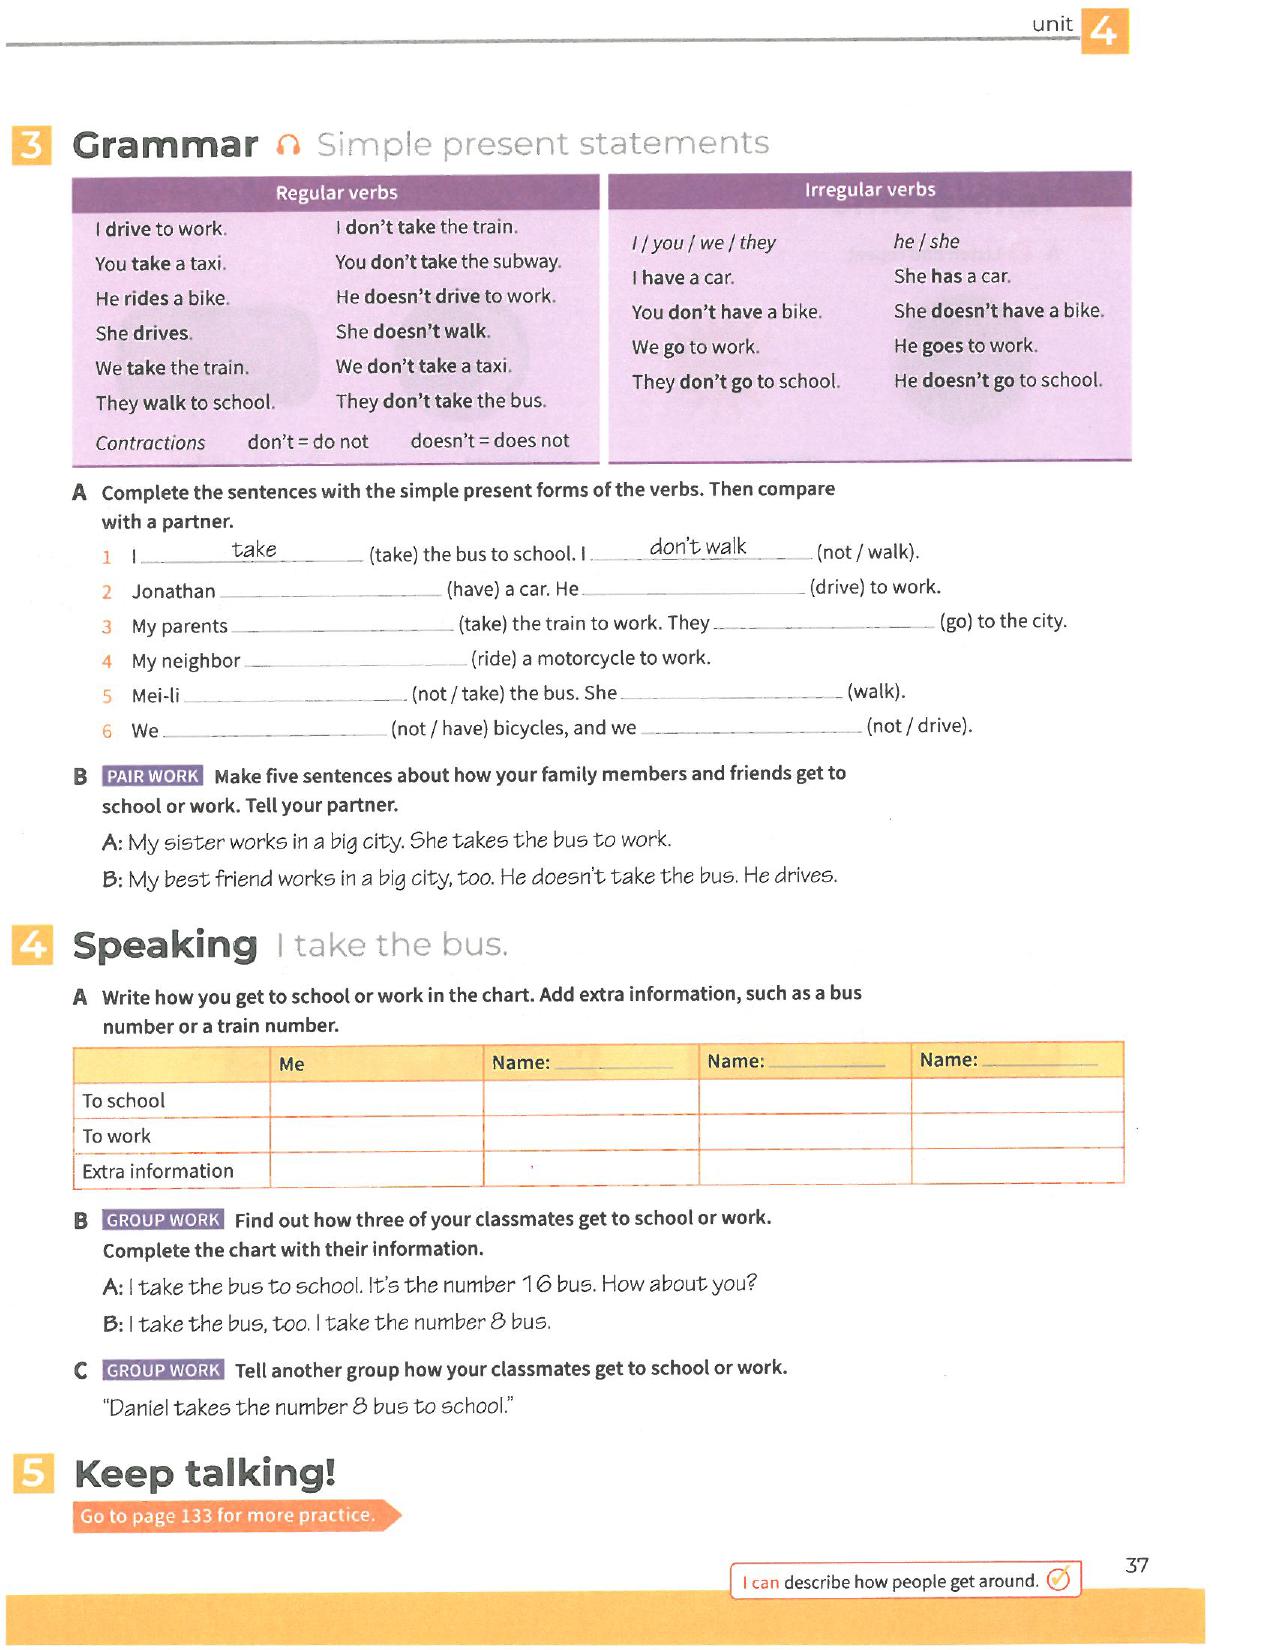 unit 4
3 Grammar Simple present statements
Regular verbs
I drive to work. I don't take the train.
You take a taxi. You don't take the subway.
He rides a bike. He doesn't drive to work.
She drives. She doesn't walk.
We take the train. We don't take a taxi.
They walk to school. They don't take the bus.
Contractions don't = do not doesn't = does not
Irregular verbs
I / you / we / they he / she
I have a car. She has a car.
You don't have a bike. She doesn't have a bike.
We go to work. He goes to work.
They don't go to school. He doesn't go to school.
A Complete the sentences with the simple present forms of the verbs. Then compare
with a partner.
1 I take (take) the bus to school. I don't walk (not / walk).
2 Jonathan (have) a car. He (drive) to work.
3 My parents (take) the train to work. They (go) to the city.
4 My neighbor (ride) a motorcycle to work.
5 Mei-li (not / take) the bus. She (walk).
6 We (not / have) bicycles, and we (not / drive).
B PAIR WORK Make five sentences about how your family members and friends get to
school or work. Tell your partner.
A: My sister works in a big city. She takes the bus to work.
B: My best friend works in a big city, too. He doesn't take the bus. He drives.
4 Speaking I take the bus.
A Write how you get to school or work in the chart. Add extra information, such as a bus
number or a train number.
Me Name: Name: Name:
To school
To work
Extra information
B GROUP WORK Find out how three of your classmates get to school or work.
Complete the chart with their information.
A: I take the bus to school. It's the number 16 bus. How about you?
B: I take the bus, too. I take the number 8 bus.
C GROUP WORK Tell another group how your classmates get to school or work.
"Daniel takes the number 8 bus to school."
5 Keep talking!
Go to page 133 for more practice.
I can describe how people get around.
37